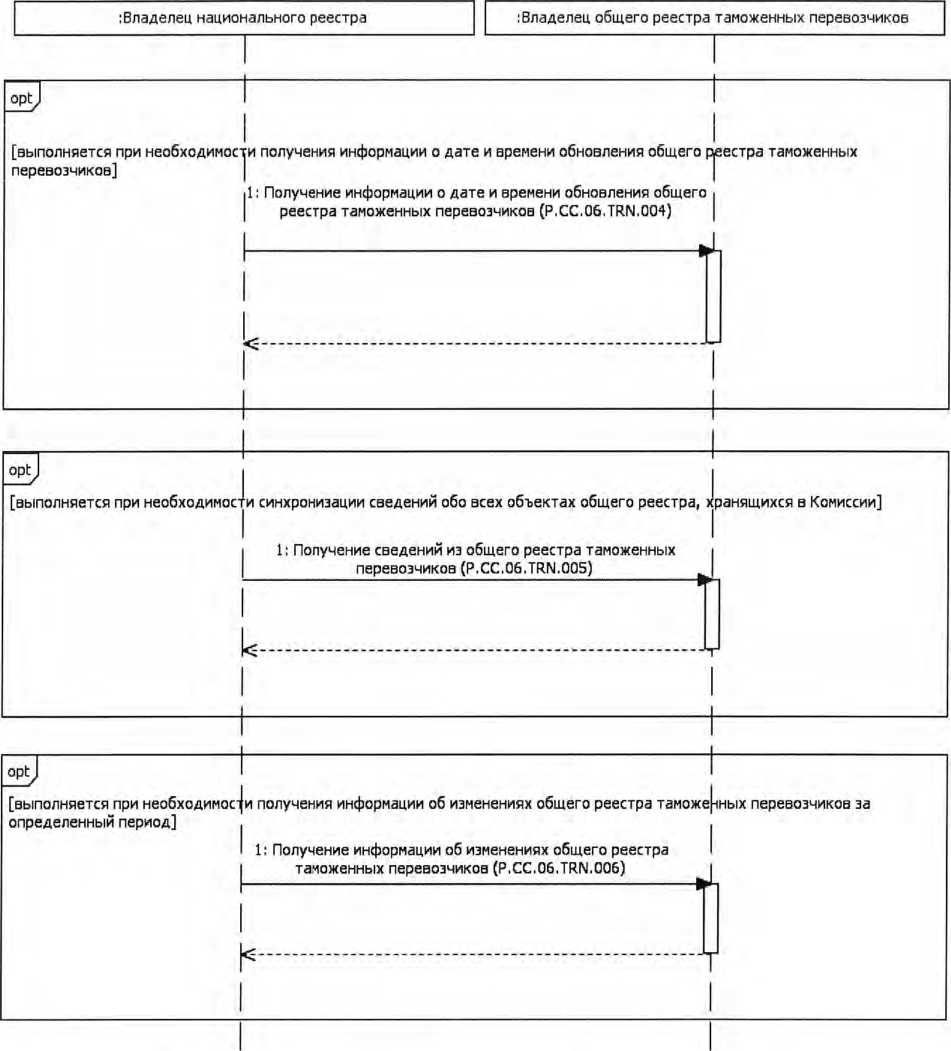 :Владелец национального реестра
:Владелец общего реестра таможенных перевозчиков
opt
[выполняется при необходимости получения информации о дате и времени обновления общего реестра таможенных
перевозчиков]
1: Получение информации о дате и времени обновления общего
реестра таможенных перевозчиков (P.CC.06.TRN.004)
opt
[выполняется при необходимости синхронизации сведений обо всех объектах общего реестра, хранящихся в Комиссии]
1: Получение сведений из общего реестра таможенных
перевозчиков (P.CC.06.TRN.005)
opt
[выполняется при необходимости получения информации об изменениях общего реестра таможенных перевозчиков за
определенный период]
1: Получение информации об изменениях общего реестра
таможенных перевозчиков (P.CC.06.TRN.006)